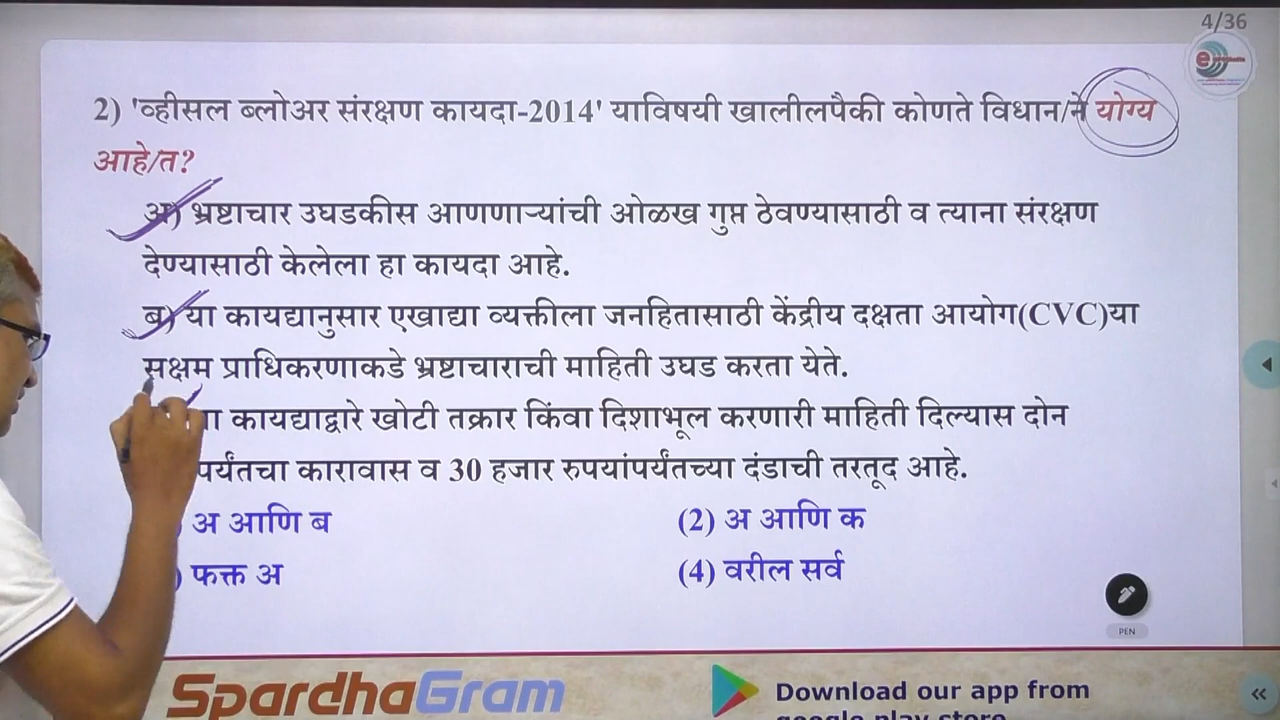 4/36
2) 'व्हीसल ब्लोअर संरक्षण कायदा-2014' याविषयी खालीलपैकी कोणते विधान/ने योग्य
आहे/त?
अ) भ्रष्टाचार उघडकीस आणणाऱ्यांची ओळख गुप्त ठेवण्यासाठी व त्याना संरक्षण
देण्यासाठी केलेला हा कायदा आहे.
ब) या कायद्यानुसार एखाद्या व्यक्तीला जनहितासाठी केंद्रीय दक्षता आयोग(CVC)या
सक्षम प्राधिकरणाकडे भ्रष्टाचाराची माहिती उघड करता येते.
कायद्याद्वारे खोटी तक्रार किंवा दिशाभूल करणारी माहिती दिल्यास दोन
पर्यंतचा कारावास व 30 हजार रुपयांपर्यंतच्या दंडाची तरतूद आहे.
) अ आणि ब (2) अ आणि क
) फक्त अ (4) वरील सर्व
PEN
SpardhaGram
Download our app from
google play store